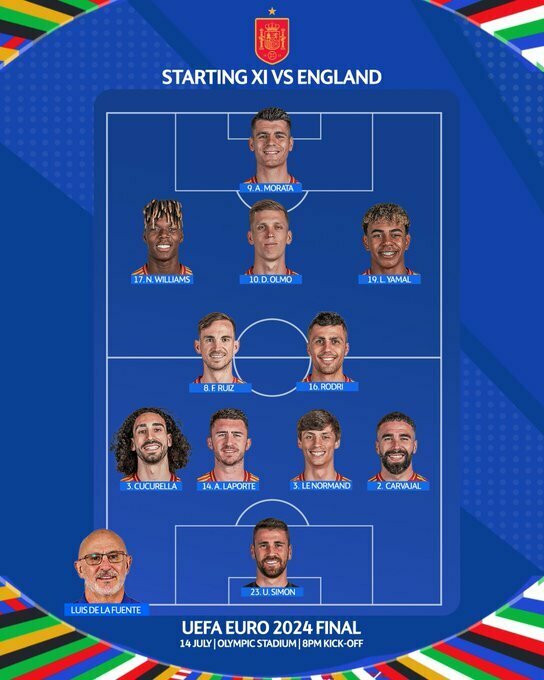 STARTING XI VS ENGLAND
9. A. MORATA
17. N. WILLIAMS
10. D. OLMO
19. L. YAMAL
8. F. RUIZ
16. RODRI
3. CUCURELLA
14. A. LAPORTE
3. LE NORMAND
2. CARVAJAL
23. U. SIMON
LUIS DE LA FUENTE
UEFA EURO 2024 FINAL
14 JULY | OLYMPIC STADIUM | 8PM KICK-OFF